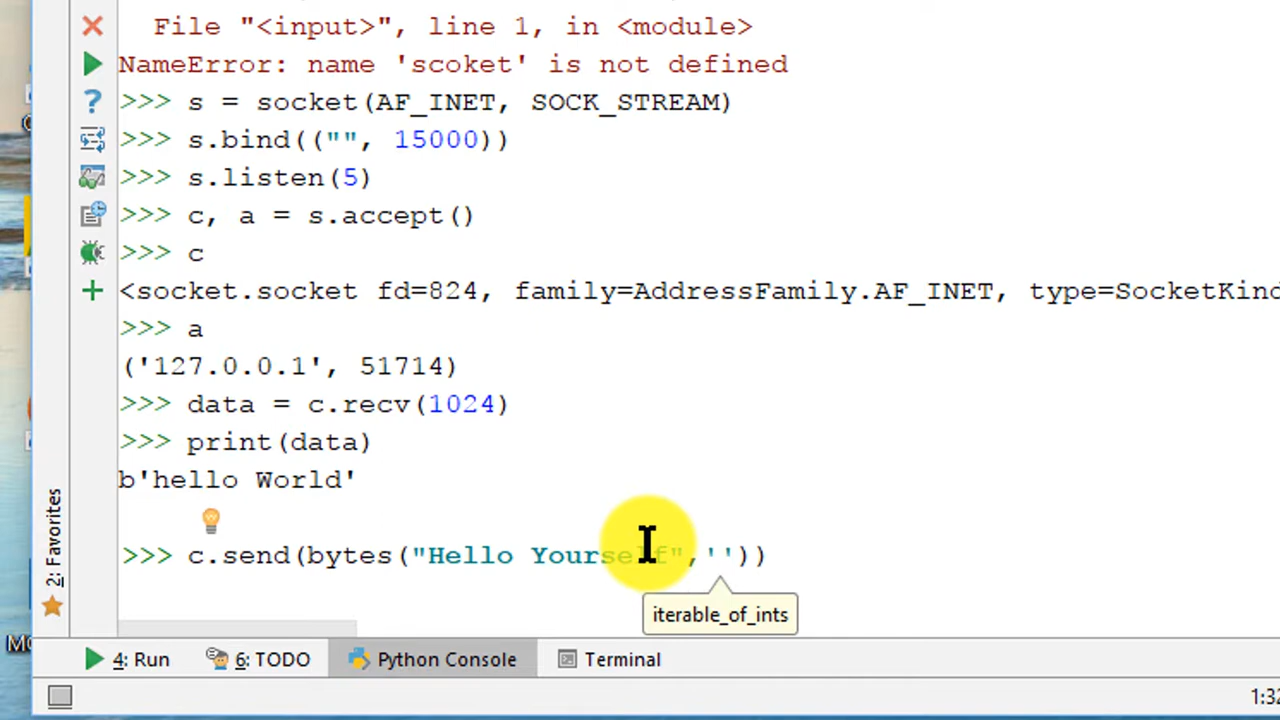 File "<input>", line 1, in <module>
NameError: name 'scoket' is not defined
>>> s = socket(AF_INET, SOCK_STREAM)
>>> s.bind(("", 15000))
>>> s.listen(5)
>>> c, a = s.accept()
>>> c
<socket.socket fd=824, family=AddressFamily.AF_INET, type=SocketKind
>>> a
('127.0.0.1', 51714)
>>> data = c.recv(1024)
>>> print(data)
b'hello World'
>>> c.send(bytes("Hello Yourself",''))
iterable_of_ints
2: Favorites
4: Run 6: TODO Python Console Terminal
1:32